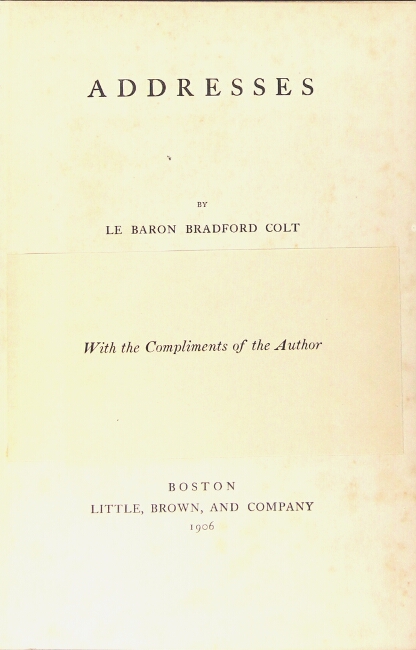 ADDRESSES
BY
LE BARON BRADFORD COLT
With the Compliments of the Author
BOSTON
LITTLE, BROWN, AND COMPANY
1906